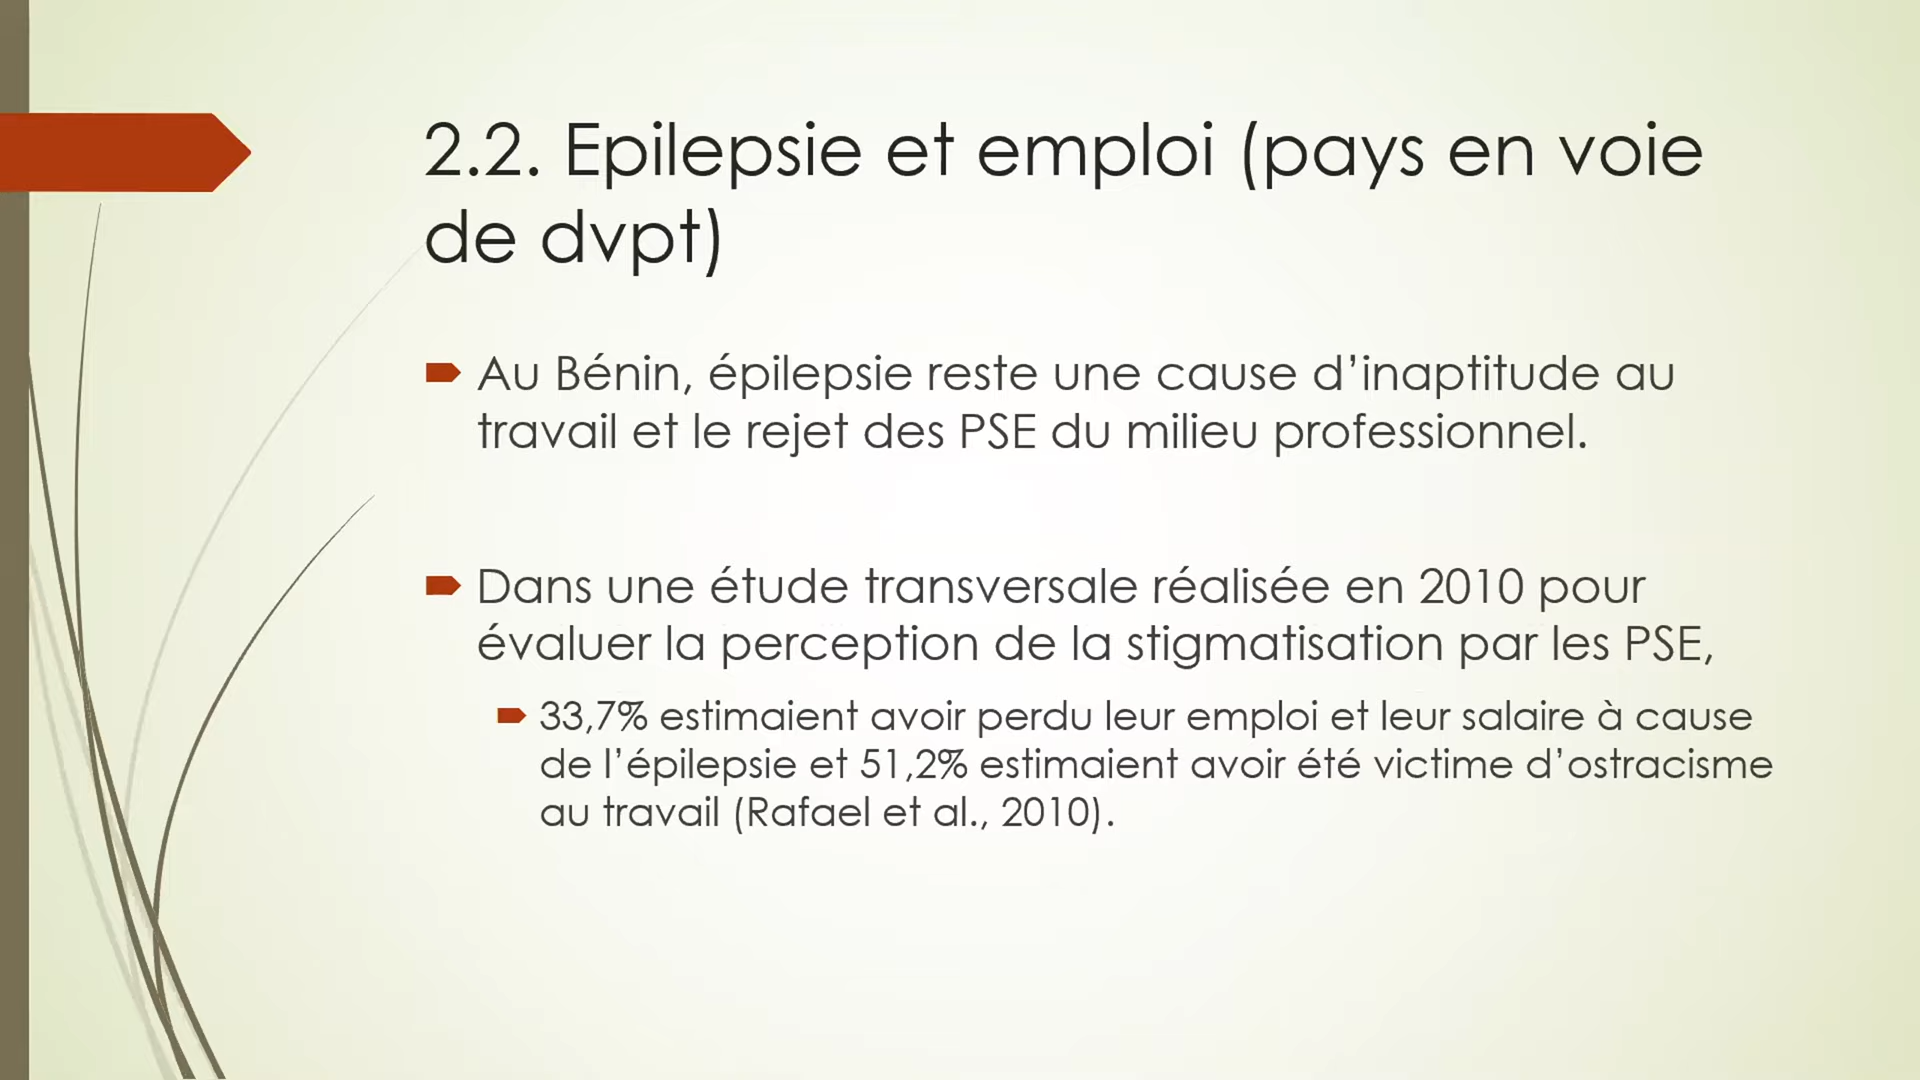 2.2. Epilepsie et emploi (pays en voie
de dvpt)
Au Bénin, épilepsie reste une cause d’inaptitude au
travail et le rejet des PSE du milieu professionnel.
Dans une étude transversale réalisée en 2010 pour
évaluer la perception de la stigmatisation par les PSE,
33,7% estimaient avoir perdu leur emploi et leur salaire à cause
de l’épilepsie et 51,2% estimaient avoir été victime d’ostracisme
au travail (Rafael et al., 2010).